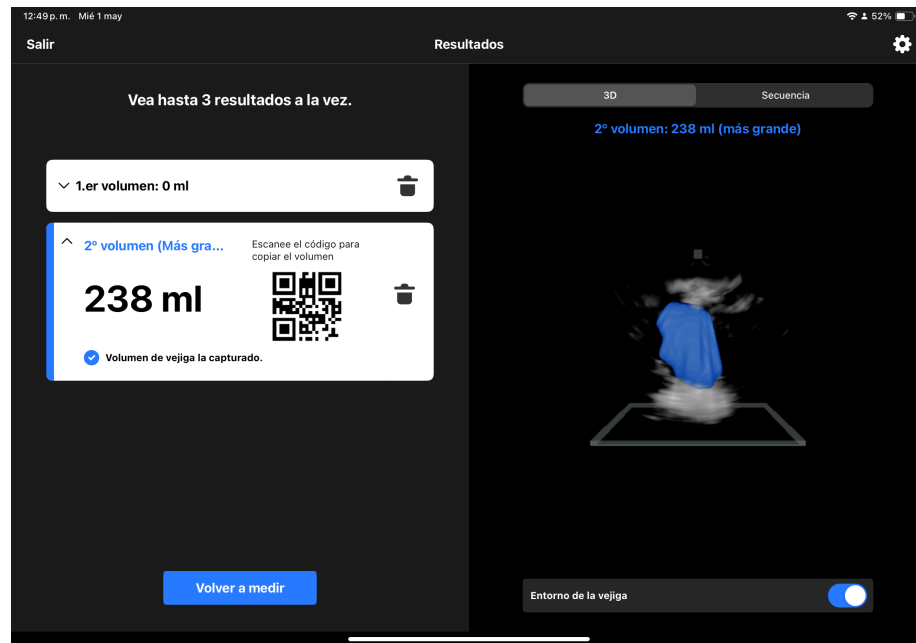 12:49 p. m. Mié 1 may
52%
Salir
Resultados
Vea hasta 3 resultados a la vez.
1.er volumen: 0 ml
2º volumen (Más gra...
Escanee el código para
copiar el volumen
238 ml
Volumen de vejiga la capturado.
Volver a medir
3D
Secuencia
2º volumen: 238 ml (más grande)
Entorno de la vejiga